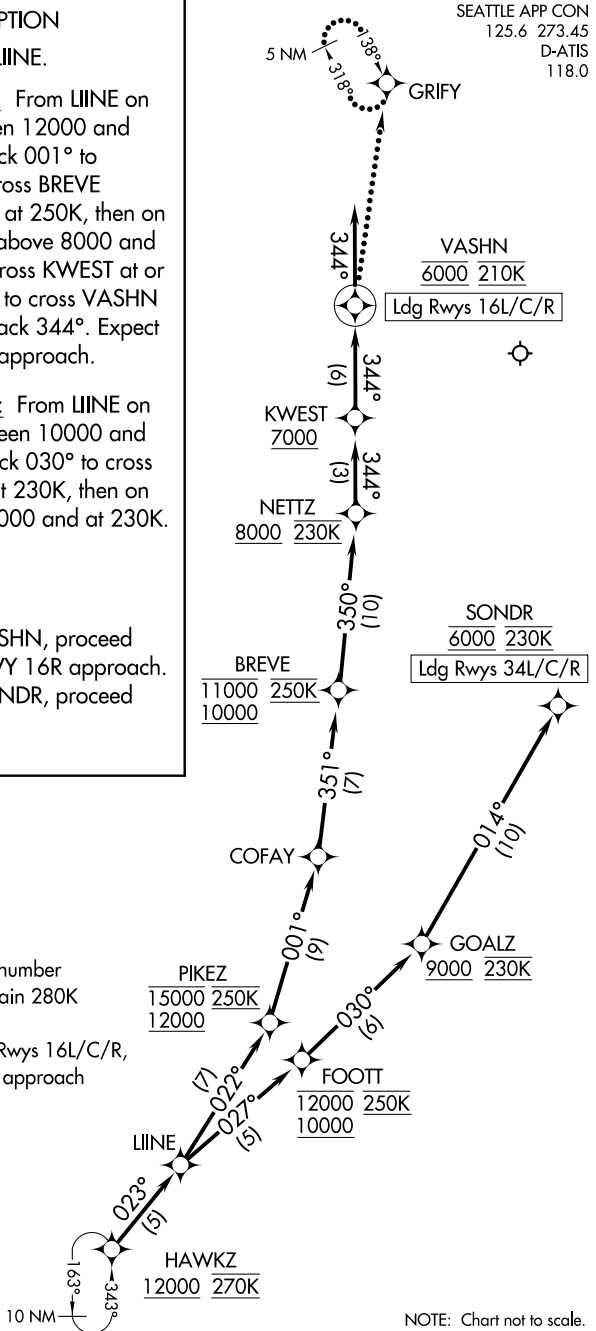 SEATTLE APP CON
125.6 273.45
D-ATIS
118.0
PTION
LIINE.
From LIINE on
en 12000 and
ck 001° to
ross BREVE
at 250K, then on
above 8000 and
ross KWEST at or
to cross VASHN
ack 344°. Expect
approach.
: From LIINE on
een 10000 and
ck 030° to cross
t 230K, then on
000 and at 230K.
SHN, proceed
VY 16R approach.
NDR, proceed
number
ain 280K
Rwys 16L/C/R,
approach
5 NM
138°
318°
GRIFY
344°
VASHN
6000 210K
Ldg Rwys 16L/C/R
344°
(6)
KWEST
7000
344°
(3)
NETTZ
8000 230K
350°
(10)
SONDR
6000 230K
Ldg Rwys 34L/C/R
BREVE
11000 250K
10000
351°
(7)
014°
(10)
COFAY
001°
(9)
GOALZ
9000 230K
PIKEZ
15000 250K
12000
030°
(6)
(7)
022°
FOOTT
12000 250K
10000
027°
(5)
LIINE
023°
(5)
HAWKZ
12000 270K
163°
343°
10 NM
NOTE: Chart not to scale.